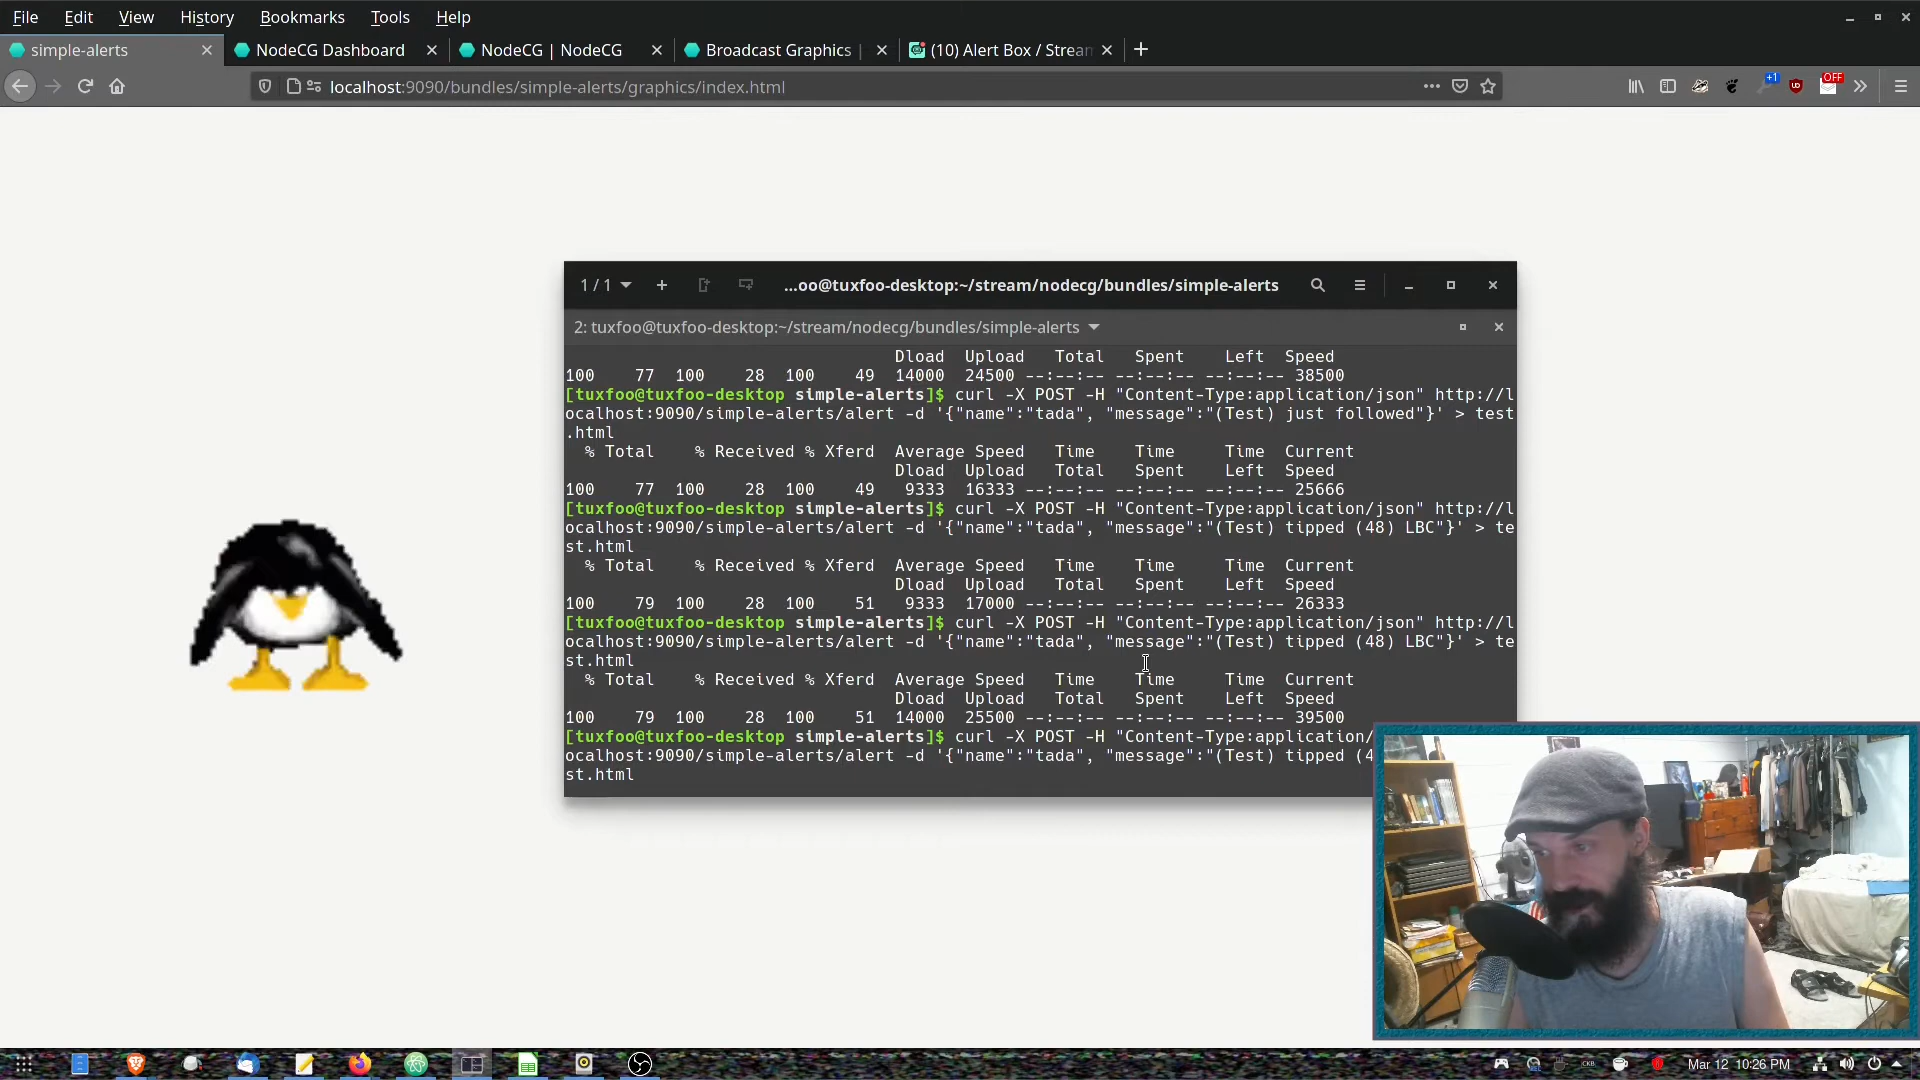 File Edit View History Bookmarks Tools Help
simple-alerts
NodeCG Dashboard
NodeCG | NodeCG
Broadcast Graphics |
(10) Alert Box / Stream
localhost:9090/bundles/simple-alerts/graphics/index.html
+1
OFF
1 / 1
...oo@tuxfoo-desktop:~/stream/nodecg/bundles/simple-alerts
2: tuxfoo@tuxfoo-desktop:~/stream/nodecg/bundles/simple-alerts
Dload Upload Total Spent Left Speed
100 77 100 28 100 49 14000 24500 --:--:-- --:--:-- --:--:-- 38500
[tuxfoo@tuxfoo-desktop simple-alerts]$ curl -X POST -H "Content-Type:application/json" http://l
ocalhost:9090/simple-alerts/alert -d '{"name":"tada", "message":"(Test) just followed"}' > test
.html
% Total % Received % Xferd Average Speed Time Time Time Current
Dload Upload Total Spent Left Speed
100 77 100 28 100 49 9333 16333 --:--:-- --:--:-- --:--:-- 25666
[tuxfoo@tuxfoo-desktop simple-alerts]$ curl -X POST -H "Content-Type:application/json" http://l
ocalhost:9090/simple-alerts/alert -d '{"name":"tada", "message":"(Test) tipped (48) LBC"}' > te
st.html
% Total % Received % Xferd Average Speed Time Time Time Current
Dload Upload Total Spent Left Speed
100 79 100 28 100 51 9333 17000 --:--:-- --:--:-- --:--:-- 26333
[tuxfoo@tuxfoo-desktop simple-alerts]$ curl -X POST -H "Content-Type:application/json" http://l
ocalhost:9090/simple-alerts/alert -d '{"name":"tada", "message":"(Test) tipped (48) LBC"}' > te
st.html
% Total % Received % Xferd Average Speed Time Time Time Current
Dload Upload Total Spent Left Speed
100 79 100 28 100 51 14000 25500 --:--:-- --:--:-- --:--:-- 39500
[tuxfoo@tuxfoo-desktop simple-alerts]$ curl -X POST -H "Content-Type:application/
ocalhost:9090/simple-alerts/alert -d '{"name":"tada", "message":"(Test) tipped (4
st.html
Mar 12 10:26 PM